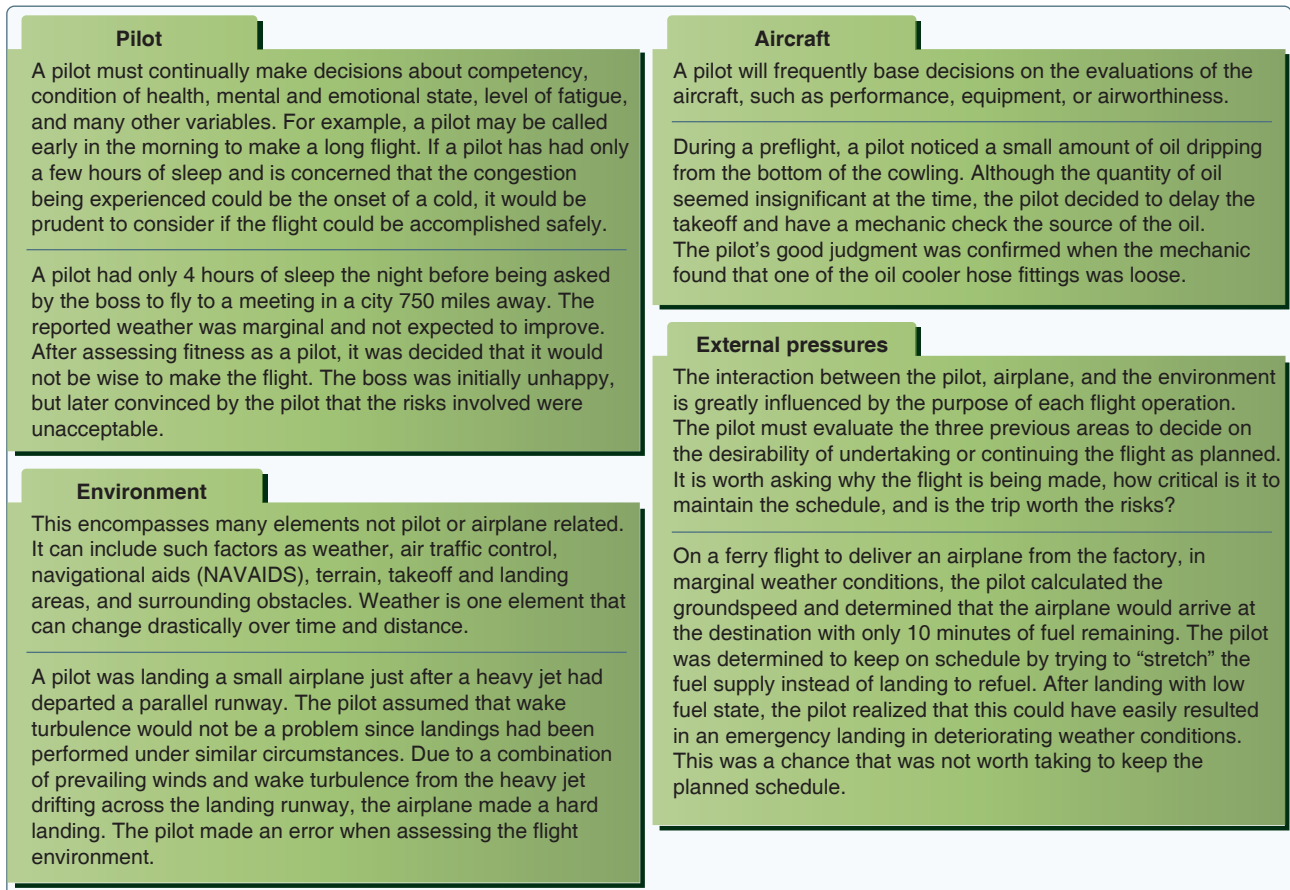 Pilot
A pilot must continually make decisions about competency,
condition of health, mental and emotional state, level of fatigue,
and many other variables. For example, a pilot may be called
early in the morning to make a long flight. If a pilot has had only
a few hours of sleep and is concerned that the congestion
being experienced could be the onset of a cold, it would be
prudent to consider if the flight could be accomplished safely.
A pilot had only 4 hours of sleep the night before being asked
by the boss to fly to a meeting in a city 750 miles away. The
reported weather was marginal and not expected to improve.
After assessing fitness as a pilot, it was decided that it would
not be wise to make the flight. The boss was initially unhappy,
but later convinced by the pilot that the risks involved were
unacceptable.
Environment
This encompasses many elements not pilot or airplane related.
It can include such factors as weather, air traffic control,
navigational aids (NAVAIDS), terrain, takeoff and landing
areas, and surrounding obstacles. Weather is one element that
can change drastically over time and distance.
A pilot was landing a small airplane just after a heavy jet had
departed a parallel runway. The pilot assumed that wake
turbulence would not be a problem since landings had been
performed under similar circumstances. Due to a combination
of prevailing winds and wake turbulence from the heavy jet
drifting across the landing runway, the airplane made a hard
landing. The pilot made an error when assessing the flight
environment.
Aircraft
A pilot will frequently base decisions on the evaluations of the
aircraft, such as performance, equipment, or airworthiness.
During a preflight, a pilot noticed a small amount of oil dripping
from the bottom of the cowling. Although the quantity of oil
seemed insignificant at the time, the pilot decided to delay the
takeoff and have a mechanic check the source of the oil.
The pilot's good judgment was confirmed when the mechanic
found that one of the oil cooler hose fittings was loose.
External pressures
The interaction between the pilot, airplane, and the environment
is greatly influenced by the purpose of each flight operation.
The pilot must evaluate the three previous areas to decide on
the desirability of undertaking or continuing the flight as planned.
It is worth asking why the flight is being made, how critical is it to
maintain the schedule, and is the trip worth the risks?
On a ferry flight to deliver an airplane from the factory, in
marginal weather conditions, the pilot calculated the
groundspeed and determined that the airplane would arrive at
the destination with only 10 minutes of fuel remaining. The pilot
was determined to keep on schedule by trying to “stretch” the
fuel supply instead of landing to refuel. After landing with low
fuel state, the pilot realized that this could have easily resulted
in an emergency landing in deteriorating weather conditions.
This was a chance that was not worth taking to keep the
planned schedule.